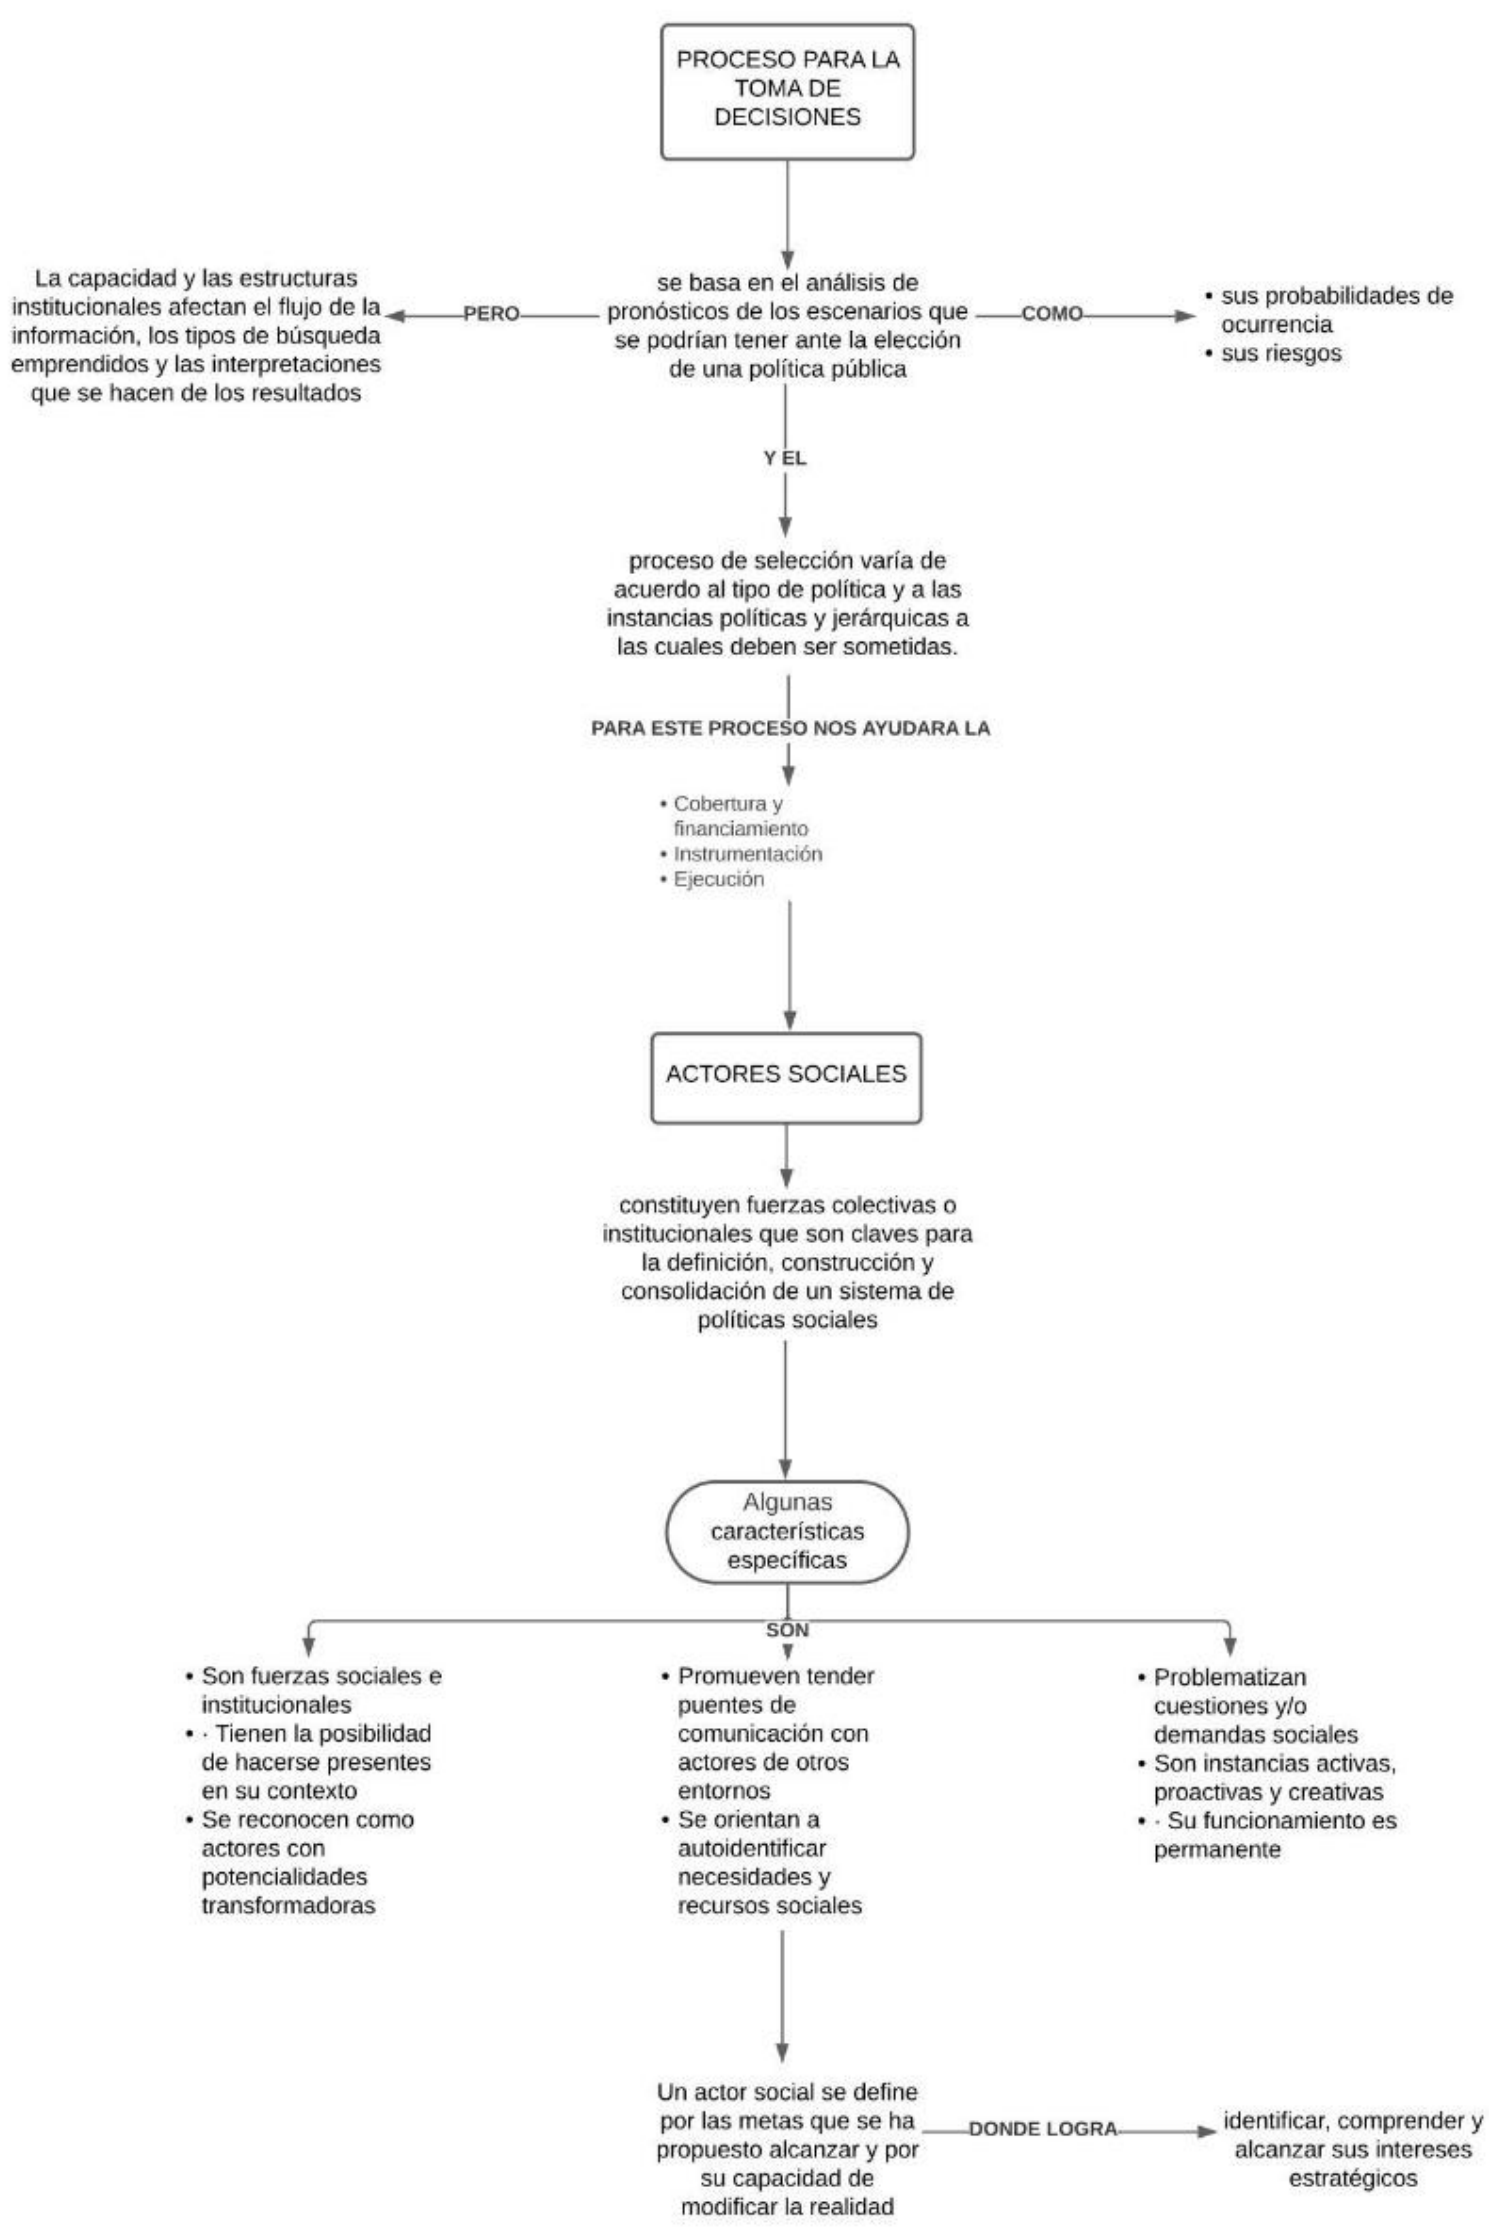 PROCESO PARA LA
TOMA DE
DECISIONES
La capacidad y las estructuras
institucionales afectan el flujo de la
información, los tipos de búsqueda
emprendidos y las interpretaciones
que se hacen de los resultados
PERO
se basa en el análisis de
pronósticos de los escenarios que
se podrían tener ante la elección
de una política pública
COMO
• sus probabilidades de
ocurrencia
• sus riesgos
Y EL
proceso de selección varía de
acuerdo al tipo de política y a las
instancias políticas y jerárquicas a
las cuales deben ser sometidas.
PARA ESTE PROCESO NOS AYUDARA LA
• Cobertura y
financiamiento
• Instrumentación
• Ejecución
ACTORES SOCIALES
constituyen fuerzas colectivas o
institucionales que son claves para
la definición, construcción y
consolidación de un sistema de
políticas sociales
Algunas
características
específicas
SON
• Son fuerzas sociales e
institucionales
• · Tienen la posibilidad
de hacerse presentes
en su contexto
• Se reconocen como
actores con
potencialidades
transformadoras
• Promueven tender
puentes de
comunicación con
actores de otros
entornos
• Se orientan a
autoidentificar
necesidades y
recursos sociales
• Problematizan
cuestiones y/o
demandas sociales
• Son instancias activas,
proactivas y creativas
• · Su funcionamiento es
permanente
Un actor social se define
por las metas que se ha
propuesto alcanzar y por
su capacidad de
modificar la realidad
DONDE LOGRA
identificar, comprender y
alcanzar sus intereses
estratégicos